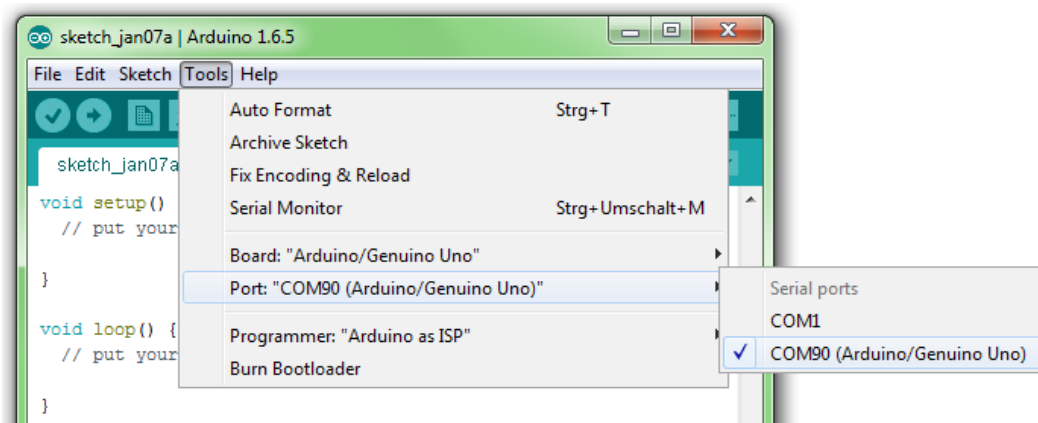 sketch_jan07a | Arduino 1.6.5
File Edit Sketch Tools Help
Auto Format Strg+T
Archive Sketch
sketch_jan07a
Fix Encoding & Reload
void setup()
Serial Monitor Strg+Umschalt+M
// put your
Board: "Arduino/Genuino Uno"
}
Port: "COM90 (Arduino/Genuino Uno)"
Serial ports
COM1
void loop() {
Programmer: "Arduino as ISP"
// put your
COM90 (Arduino/Genuino Uno)
Burn Bootloader
}